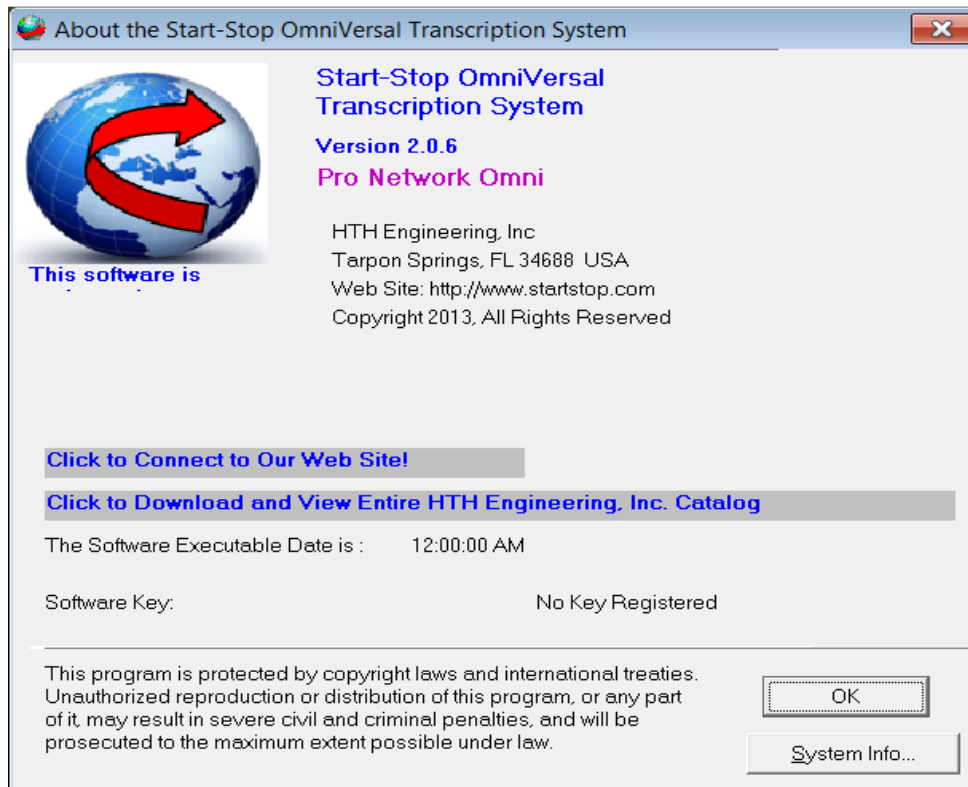 About the Start-Stop OmniVersal Transcription System
Start-Stop OmniVersal
Transcription System
Version 2.0.6
Pro Network Omni
HTH Engineering, Inc
Tarpon Springs, FL 34688 USA
Web Site: http://www.startstop.com
Copyright 2013, All Rights Reserved
This software is
Click to Connect to Our Web Site!
Click to Download and View Entire HTH Engineering, Inc. Catalog
The Software Executable Date is : 12:00:00 AM
Software Key: No Key Registered
This program is protected by copyright laws and international treaties.
Unauthorized reproduction or distribution of this program, or any part
of it, may result in severe civil and criminal penalties, and will be
prosecuted to the maximum extent possible under law.
OK
System Info...